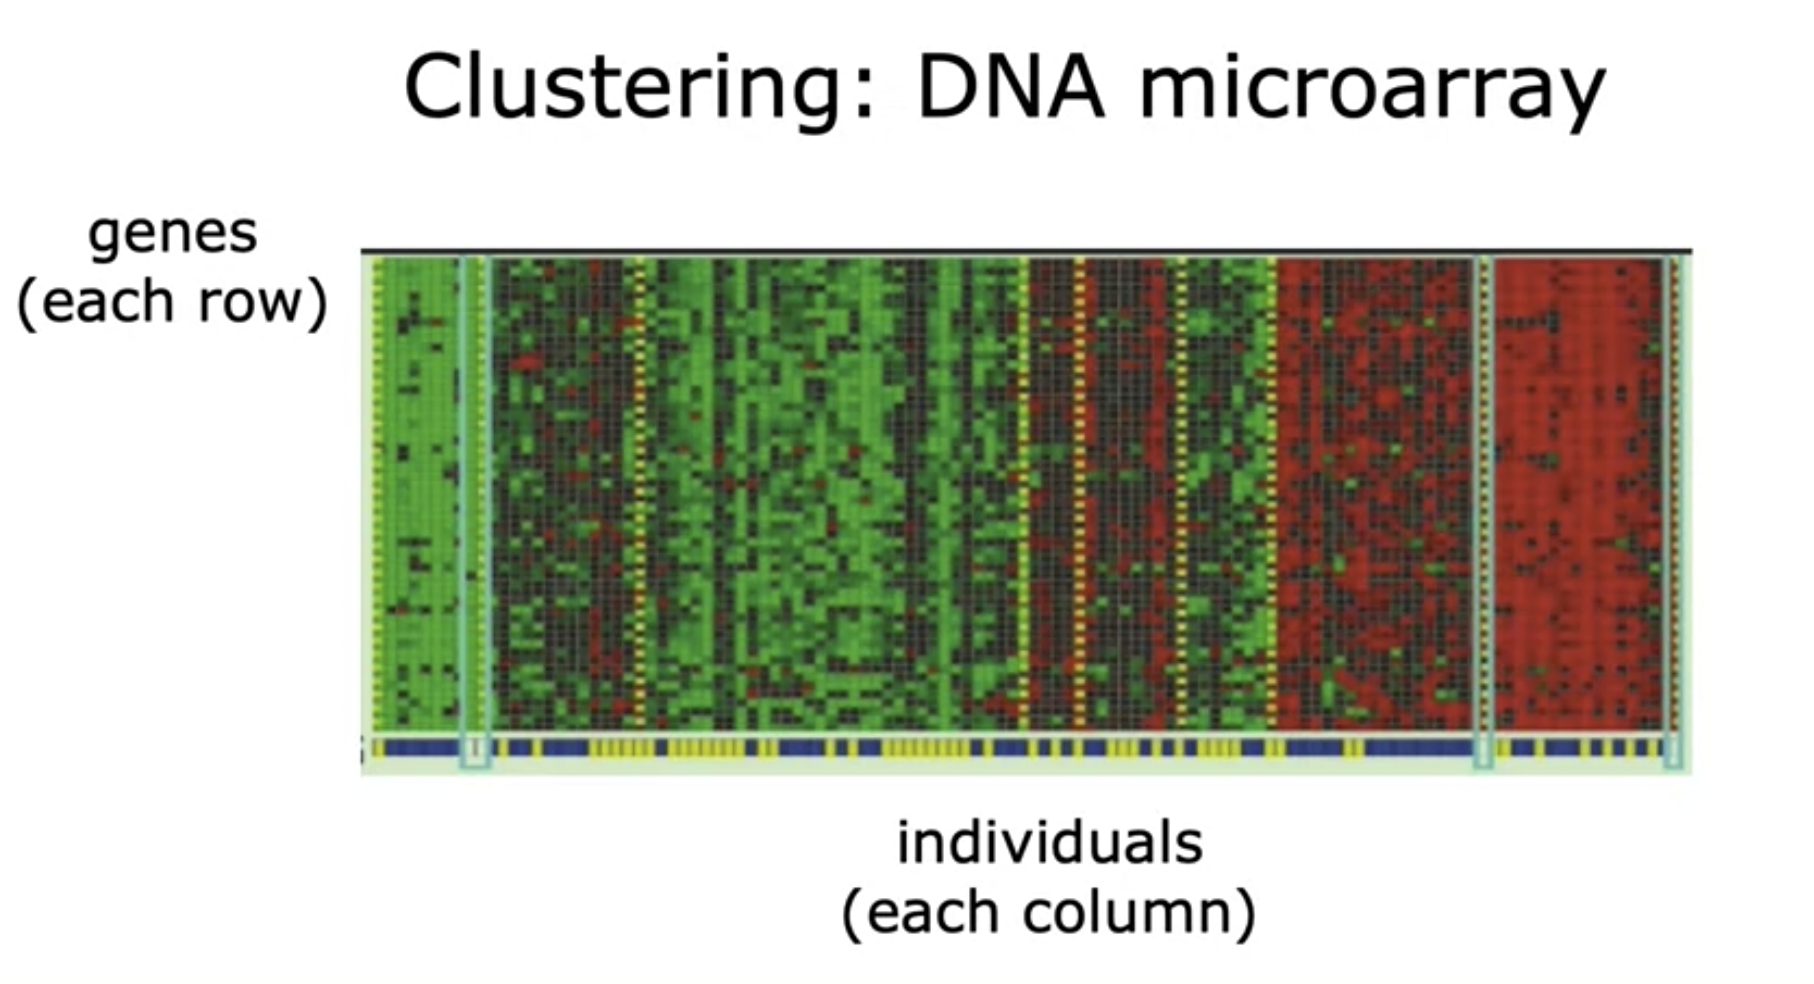 Clustering: DNA microarray
genes
(each row)
individuals
(each column)